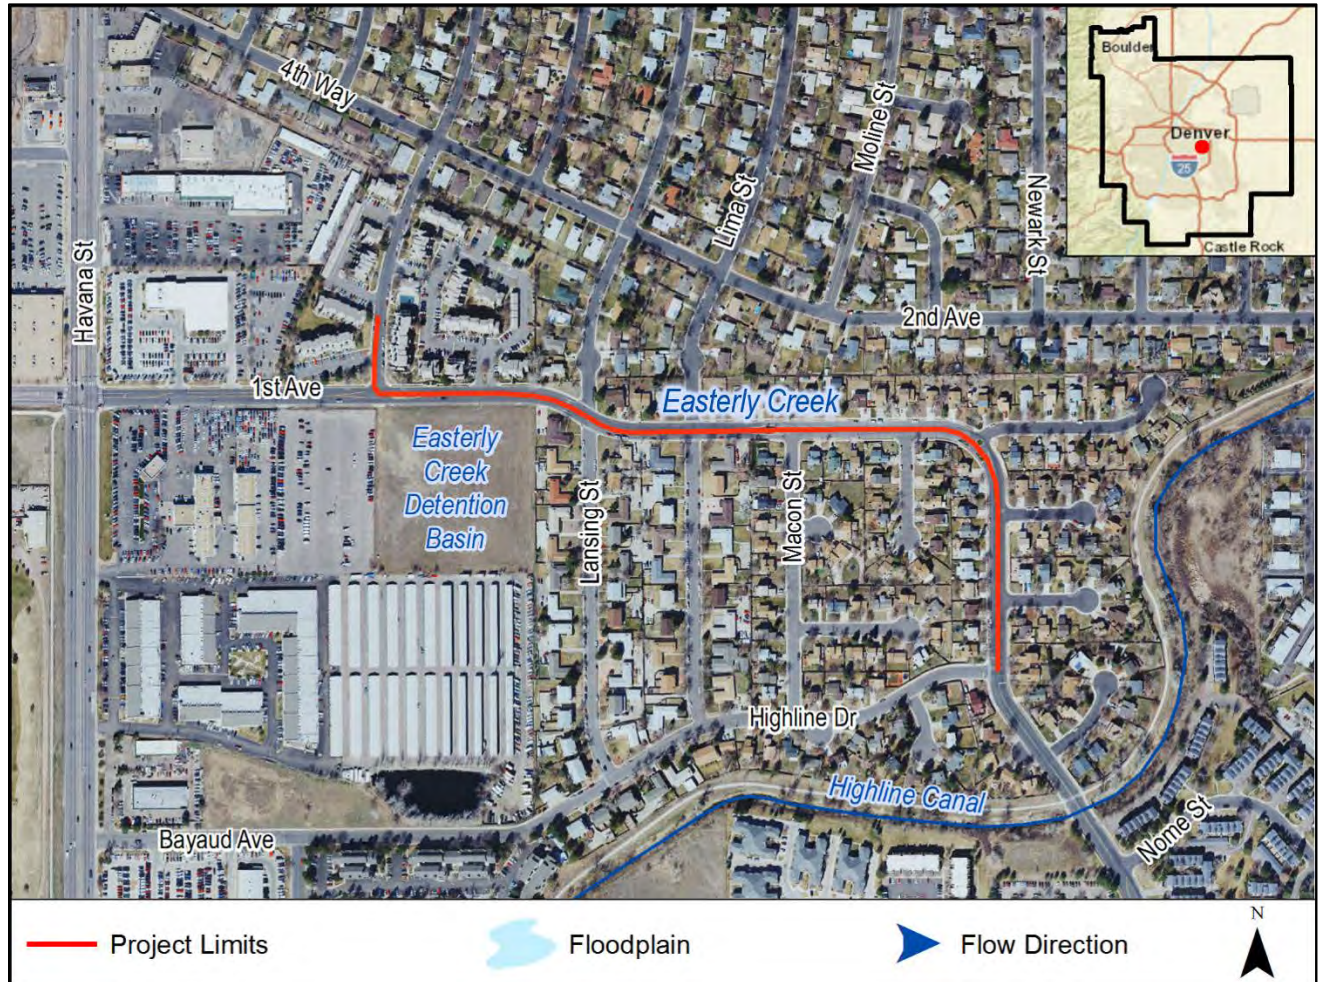 Boulder
Denver
25
Castle Rock
4th Way
Moline St
Lima St
Newark St
Havana St
2nd Ave
1st Ave
Easterly Creek
Easterly
Creek
Detention
Basin
Lansing St
Macon St
Highline Dr
Highline Canal
Nome St
Bayaud Ave
Project Limits
Floodplain
Flow Direction
N